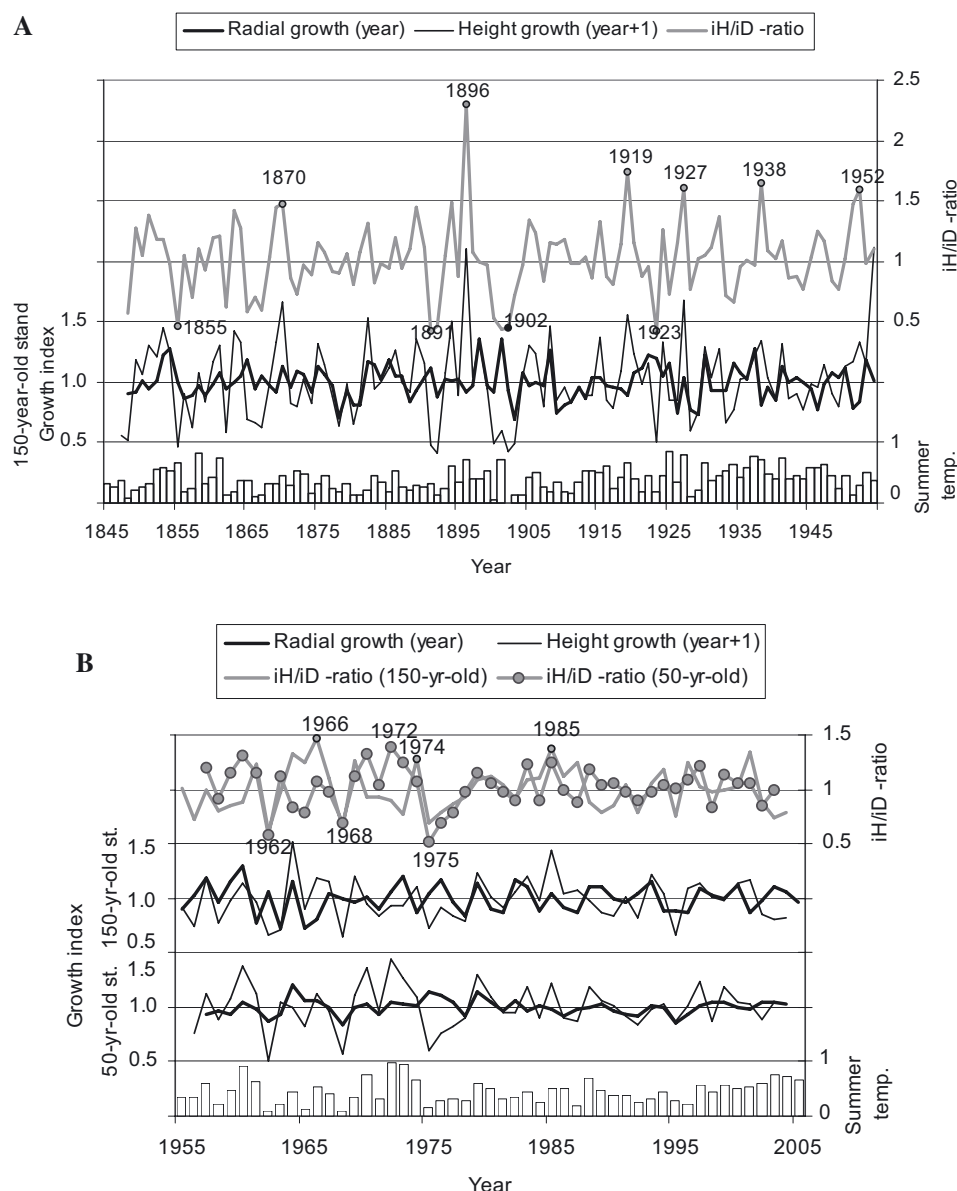 A
Radial growth (year) Height growth (year+1) iH/iD -ratio
2.5
2
1.5
1
0.5
iH/iD -ratio
1896
1919
1927
1938
1952
1870
1855
1891
1902
1923
150-year-old stand
Growth index
1.5
1.0
0.5
1
0
Summer
temp.
1845 1855 1865 1875 1885 1895 1905 1915 1925 1935 1945
Year
B
Radial growth (year) Height growth (year+1)
iH/iD -ratio (150-yr-old) iH/iD -ratio (50-yr-old)
1.5
1
0.5
iH/iD -ratio
1966
1972
1974
1985
1962
1968
1975
Growth index
150-yr-old st.
1.5
1.0
0.5
50-yr-old st.
1.5
1.0
0.5
1
0
Summer
temp.
1955 1965 1975 1985 1995 2005
Year